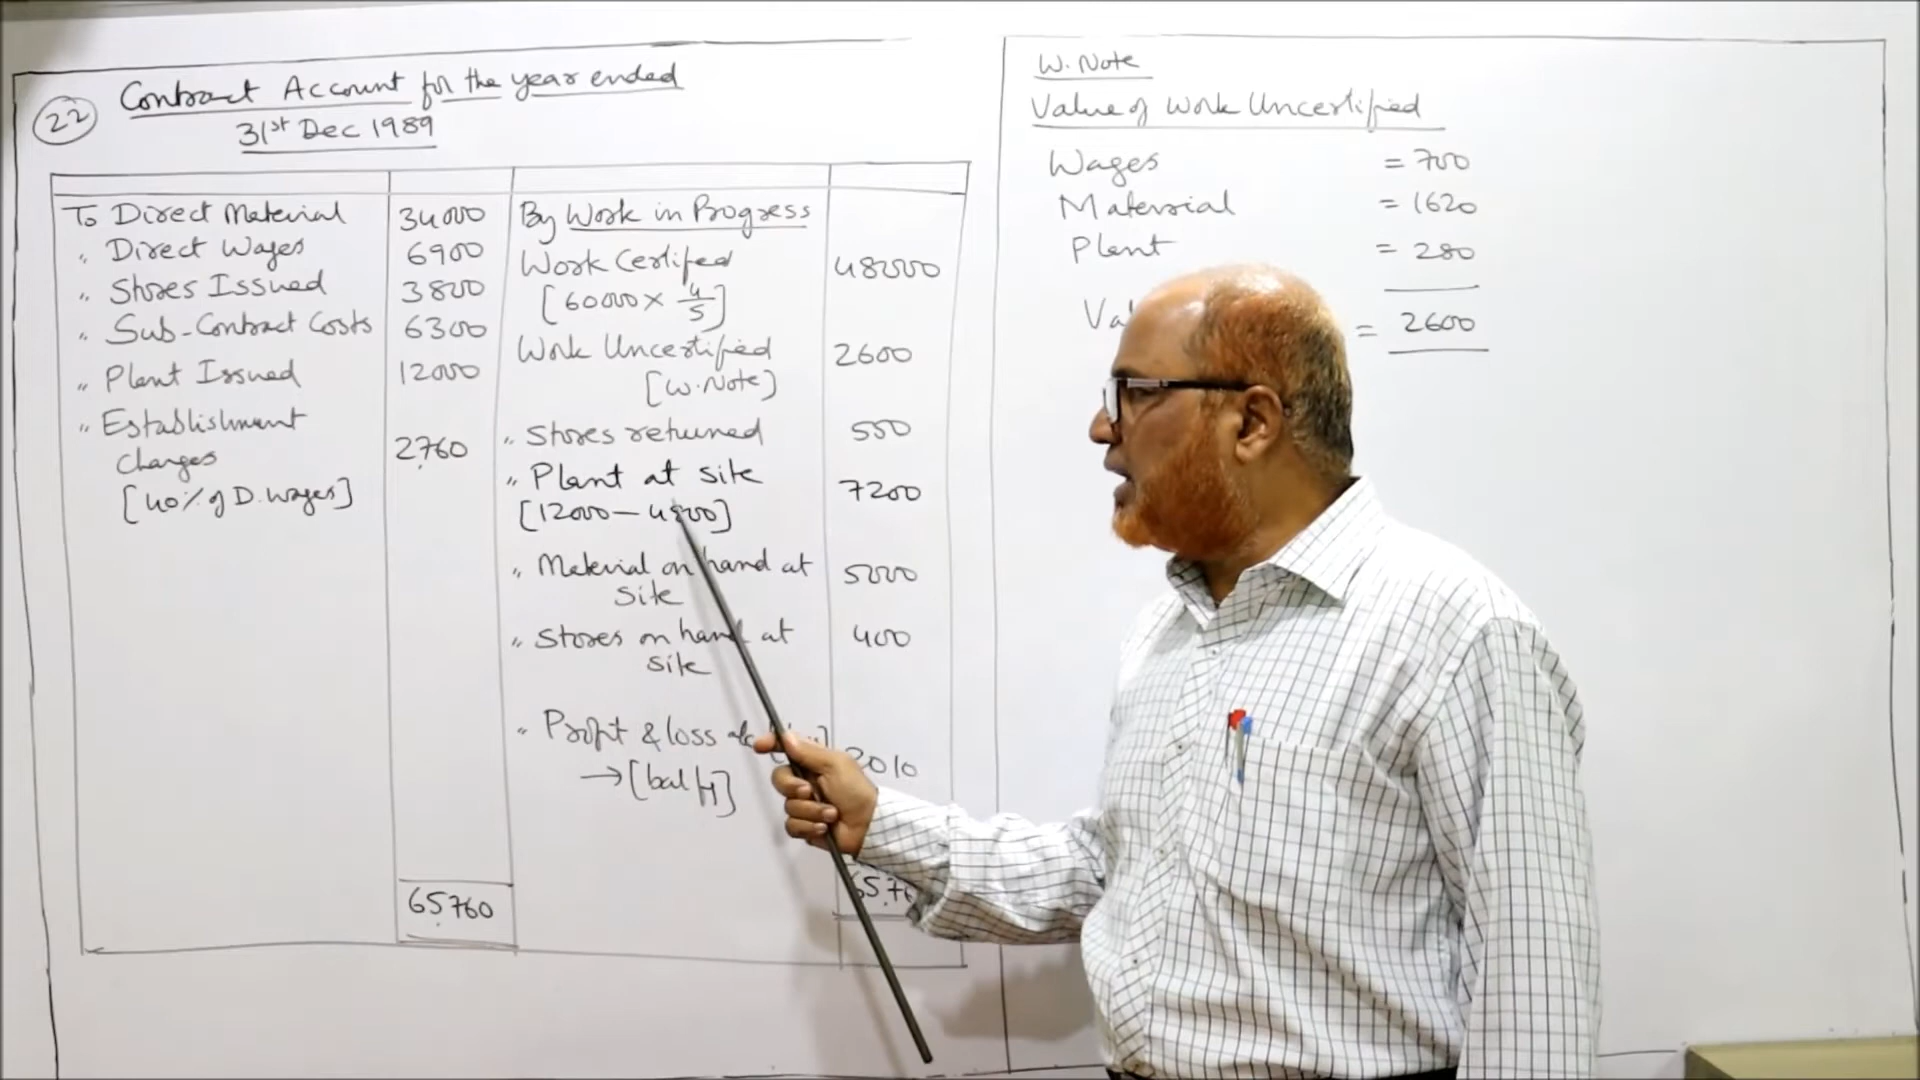 22
Contract Account for the year ended
31st Dec 1989
To Direct Material 34000
" Direct Wages 6900
" Stores Issued 3800
" Sub-Contract Costs 6300
" Plant Issued 12000
" Establishment
Charges 2,760
[40% of D. Wages]
65,760
By Work in Progress
Work Certified 48000
[60000 × 4/5]
Work Uncertified 2600
[W. Note]
" Stores returned
" Plant at site 7200
[12000 — 4800]
" Material on hand at 5000
site
" Stores on hand at 400
site
" Profit & loss
→ [bal/f]
W. Note
Value of Work Uncertified
Wages = 700
Material = 1620
Plant = 280
= 2600